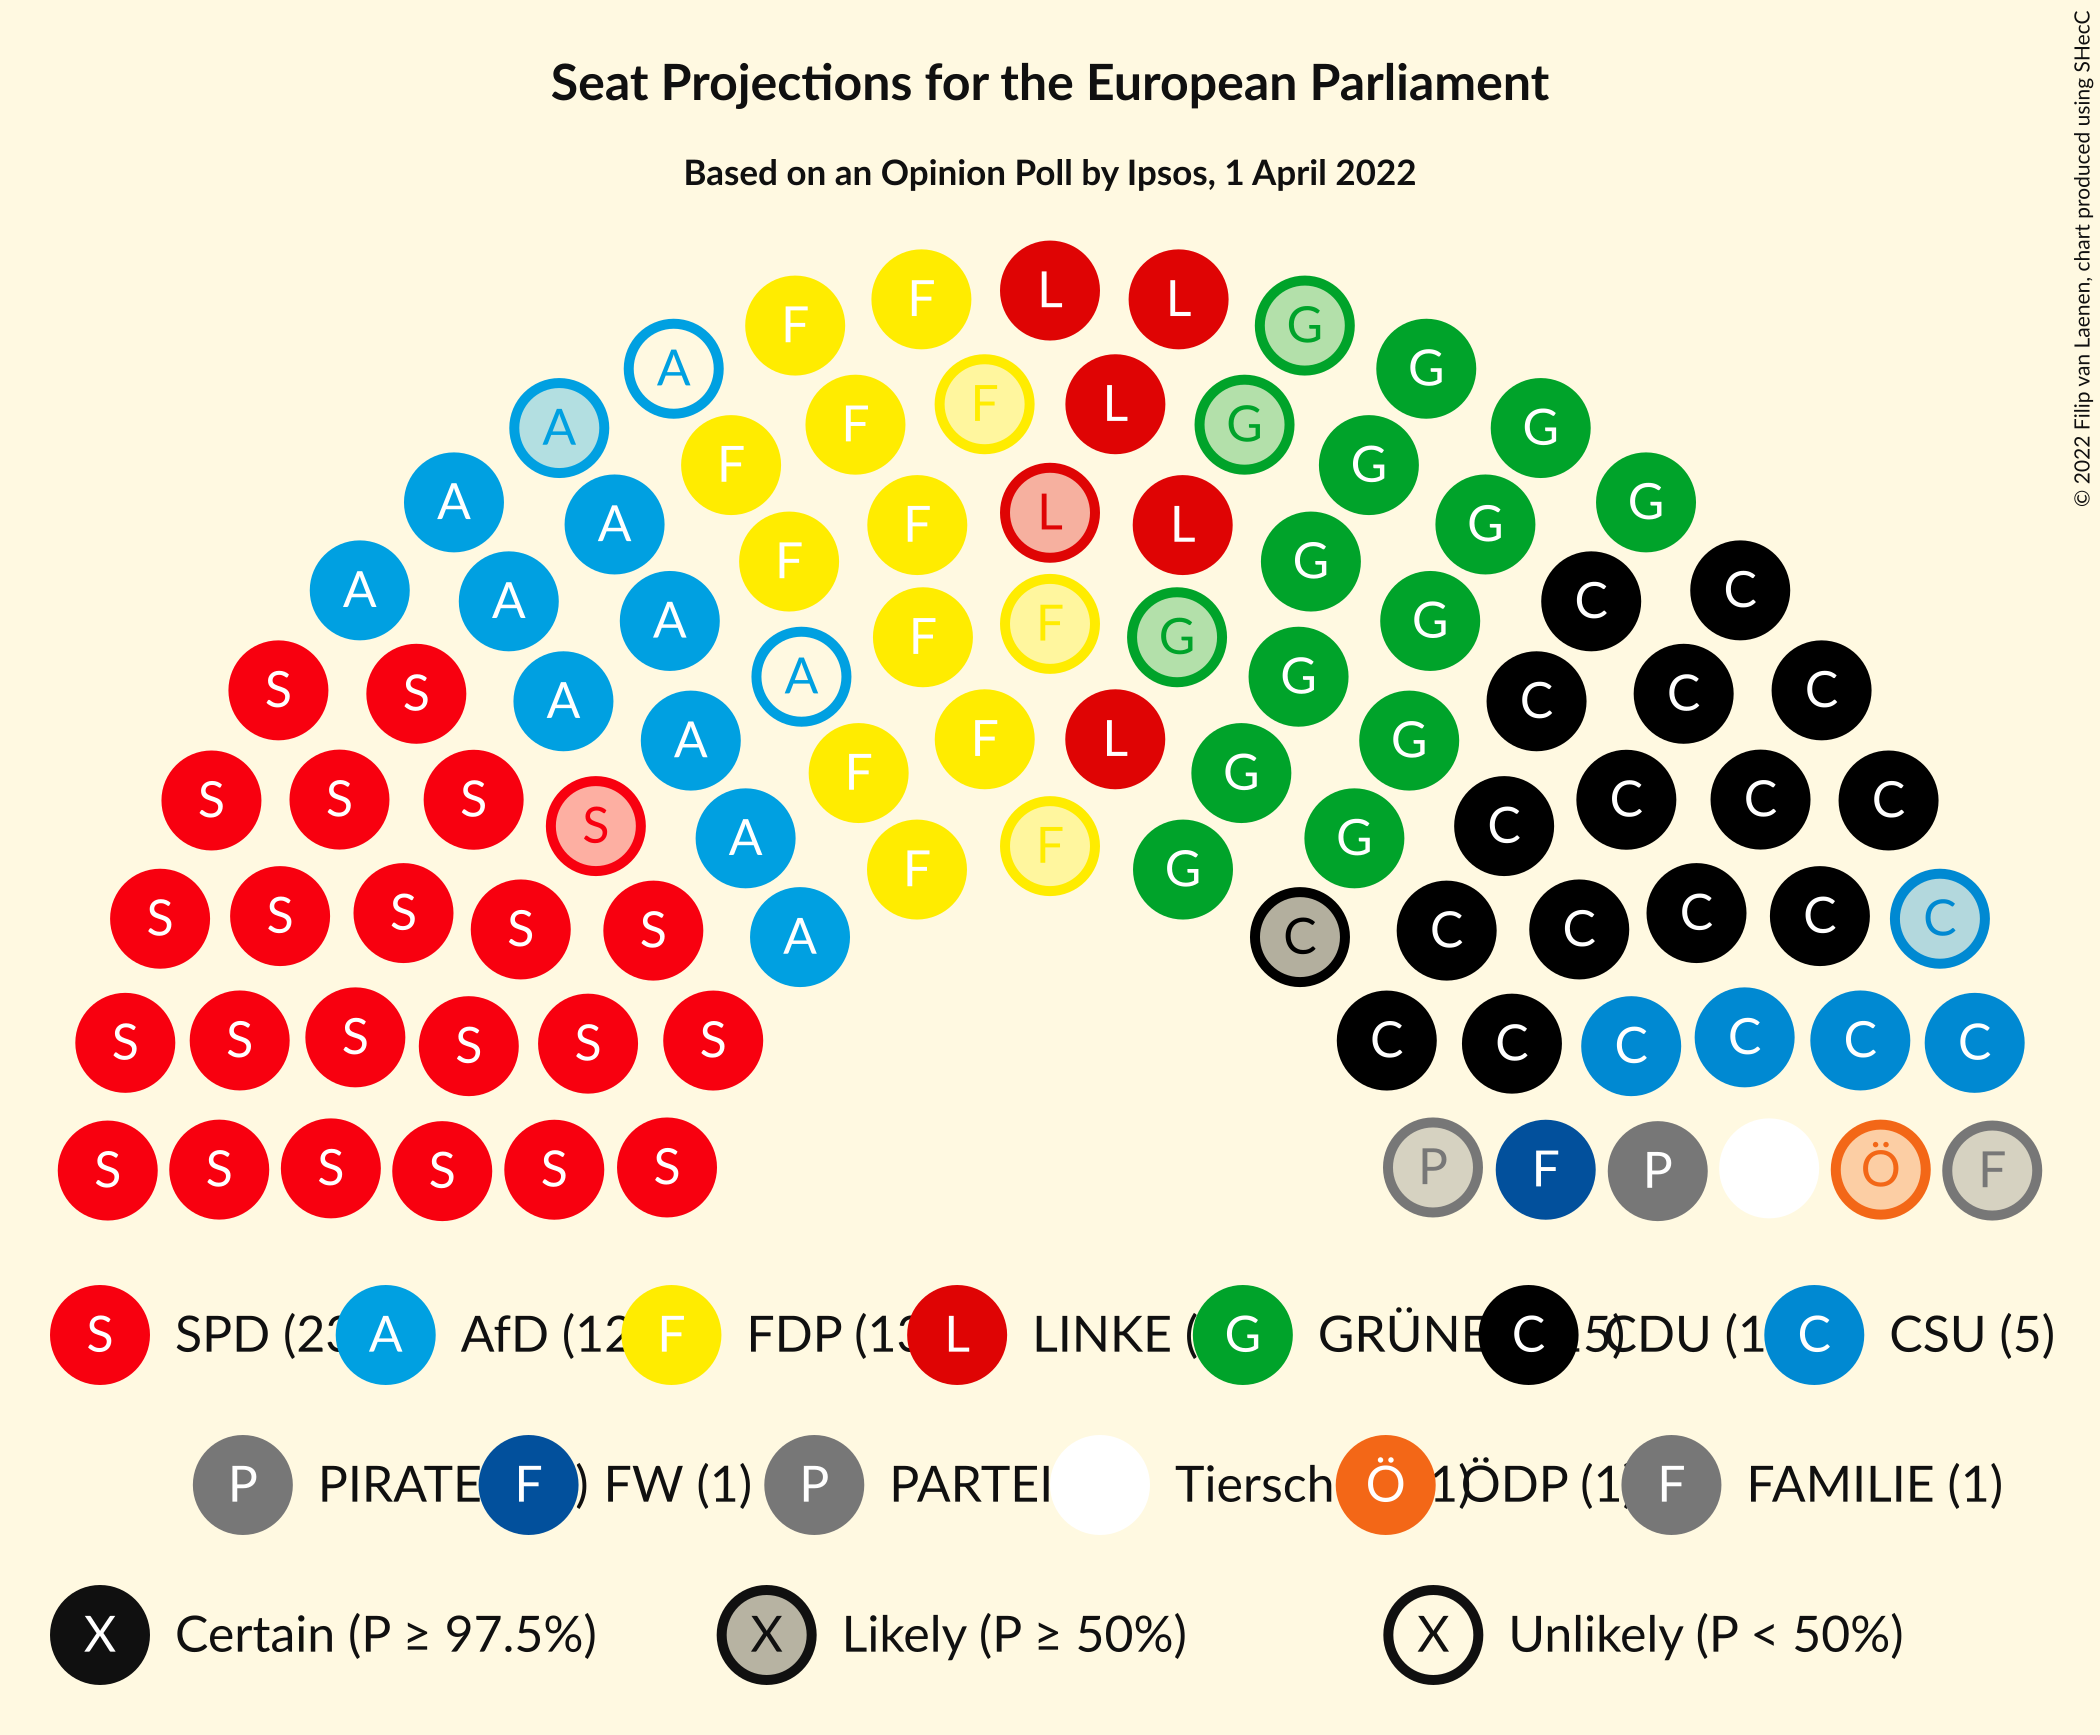 Seat Projections for the European Parliament
Based on an Opinion Poll by Ipsos, 1 April 2022
© 2022 Filip van Laenen, chart produced using SHecC
L
F L
F G
A F G
F L
A F G G
A G G
F L
A A F L G G G
F G
A A F G G C C
A F G
S S A A G G C C C
F L
A F G G
S S S A C C C C
S A F G G C
F
S S S S S A F G C C C C C C
A C
S S S S S S C C C C C C
S S S S S S P F P Ö F
S SPD (23 A AfD (12 F FDP (13 L LINKE ( G GRÜNE C 5) CDU (1 C CSU (5)
P PIRATE F ) FW (1) P PARTEI Tiersch Ö 1) ÖDP (1) F FAMILIE (1)
X Certain (P ≥ 97.5%) X Likely (P ≥ 50%) X Unlikely (P < 50%)